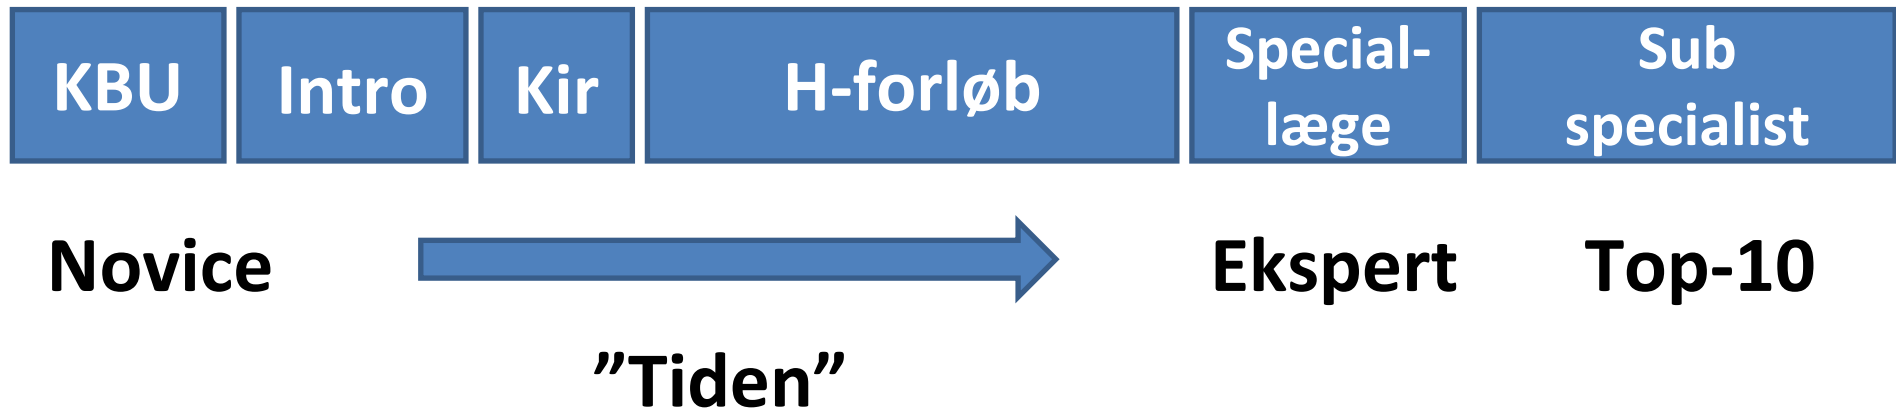 KBU
Intro
Kir
H-forløb
Special-
læge
Sub
specialist
Novice
Ekspert
Top-10
”Tiden”